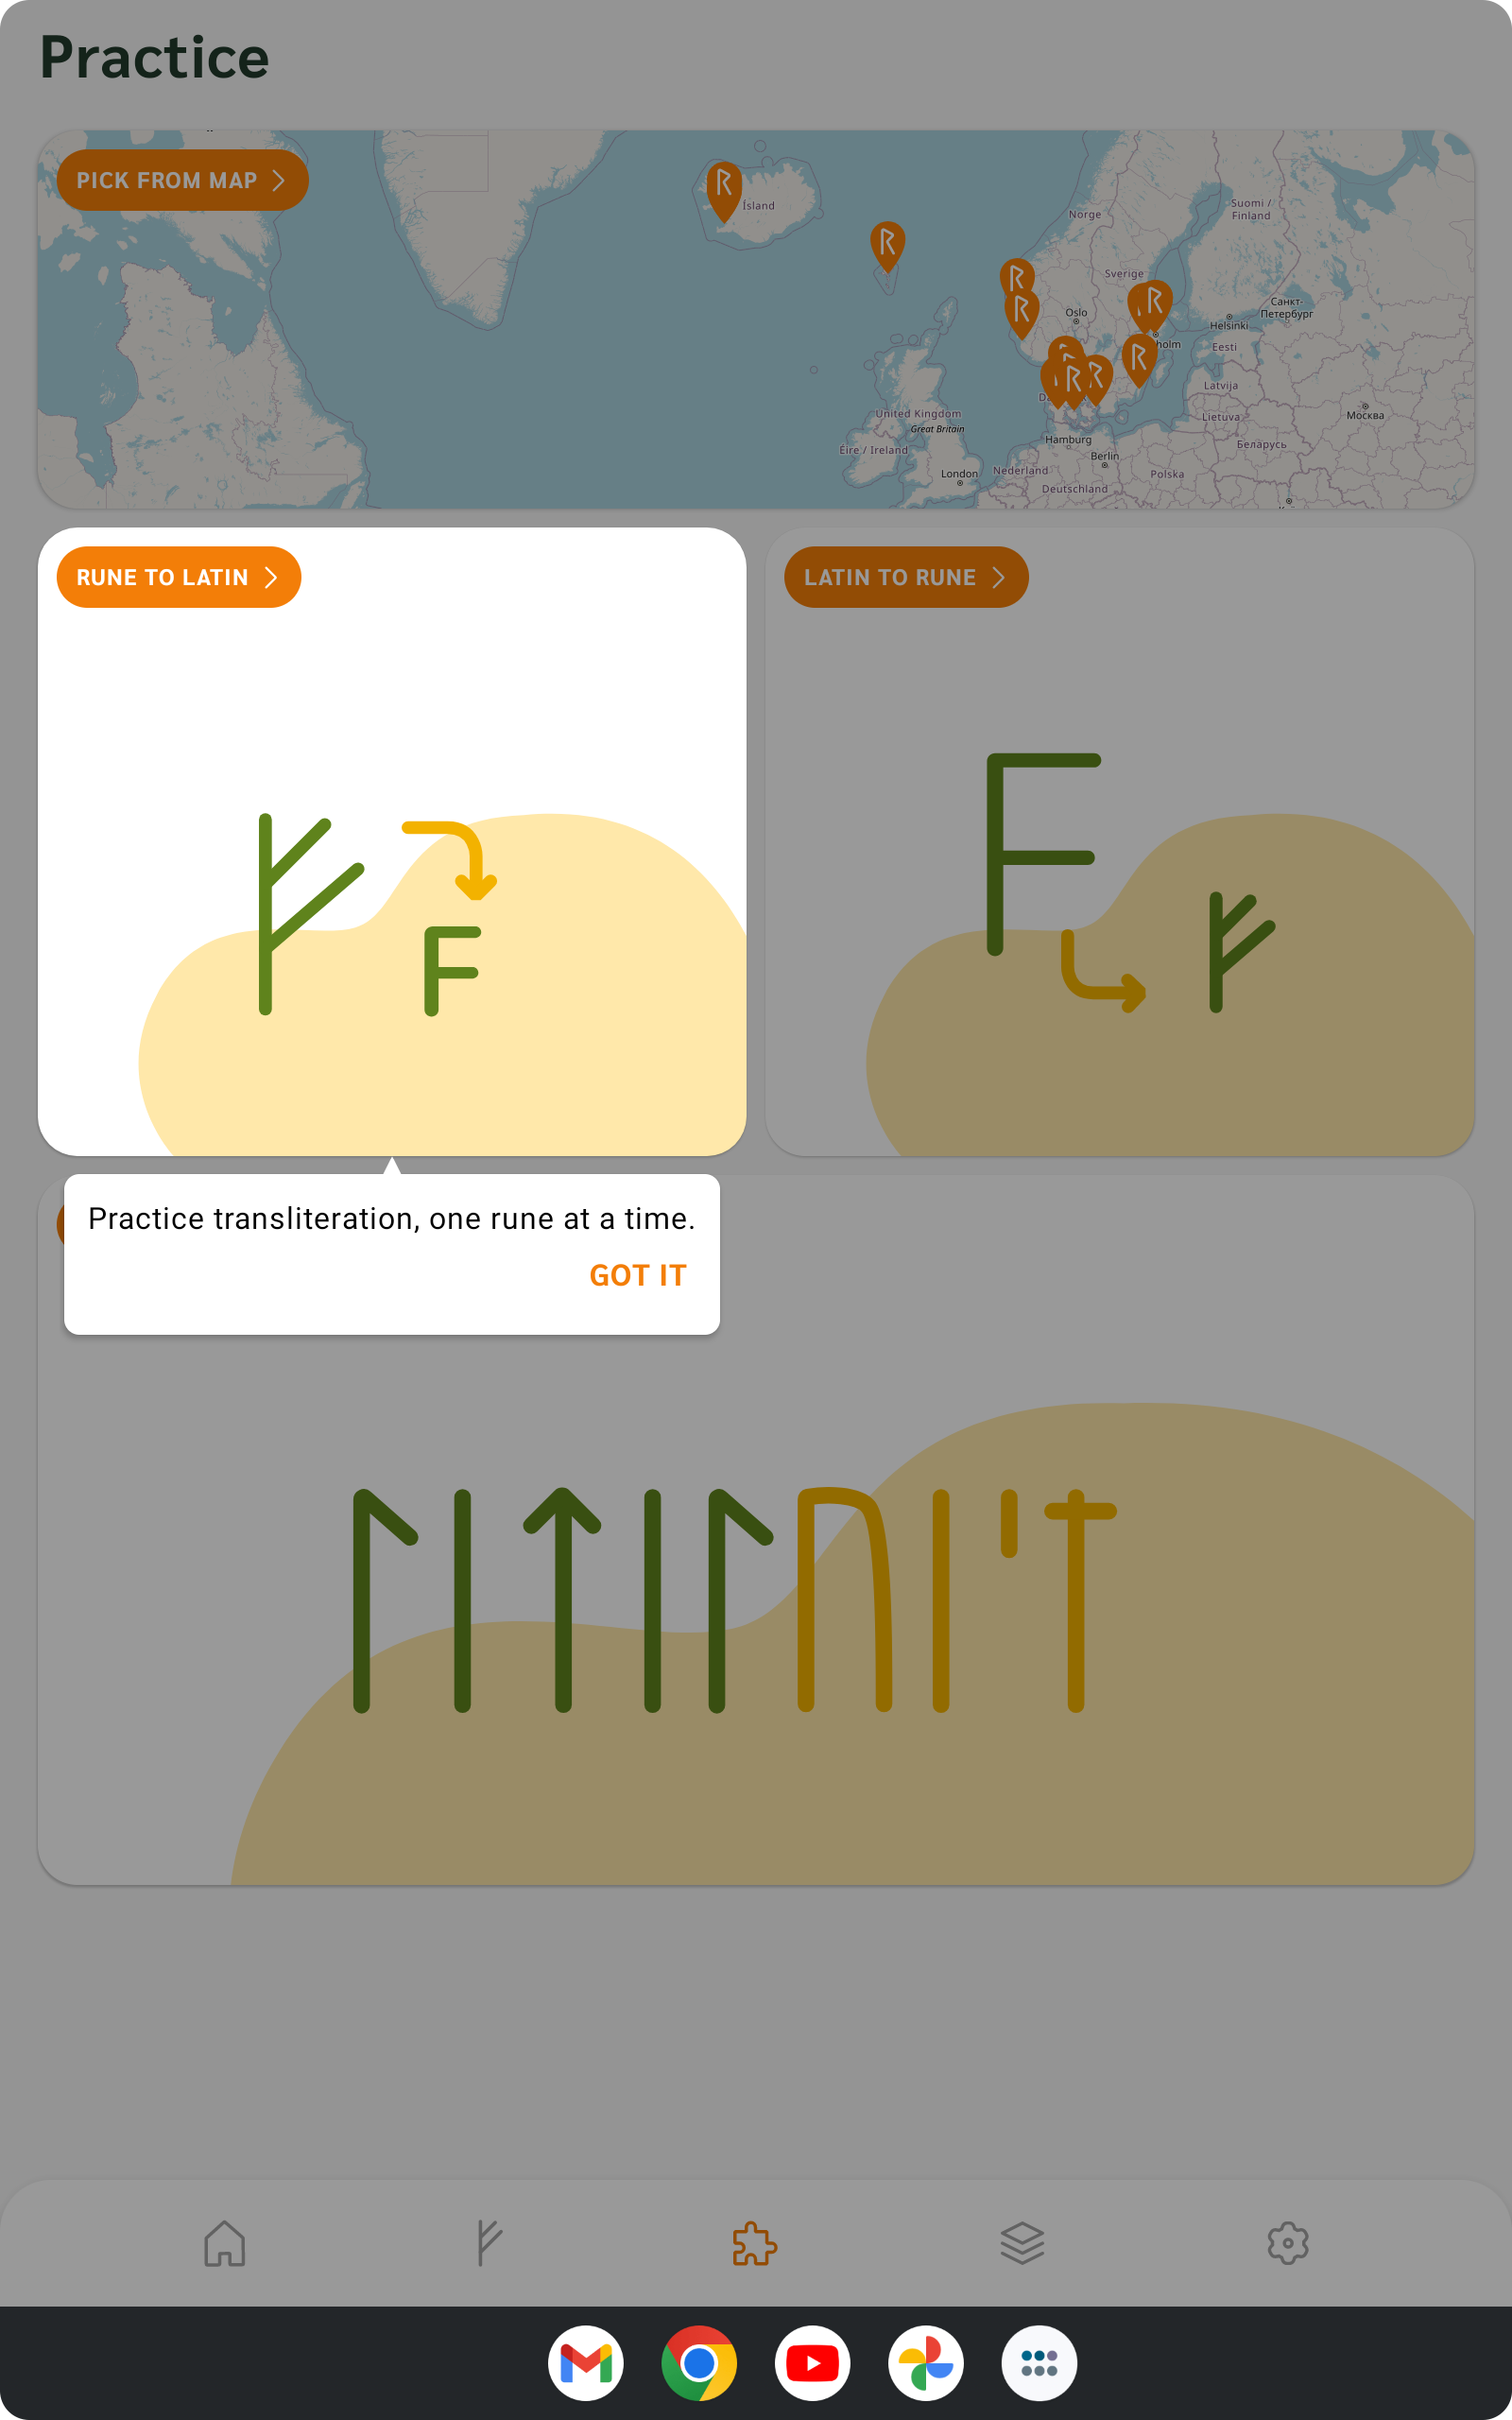 Practice
PICK FROM MAP
Ísland
Norge
Suomi /
Finland
Sverige
Oslo
Санкт-
Петербург
Helsinki
holm
Eesti
Latvija
Lietuva
Москва
United Kingdom
Great Britain
Éire / Ireland
Hamburg
Беларусь
Berlin
London
Nederland
Polska
Deutschland
RUNE TO LATIN
LATIN TO RUNE
ᚠ
F
F
ᚠ
Practice transliteration, one rune at a time.
GOT IT
ᛚᛁᛏᛁᛚᚢᛁ